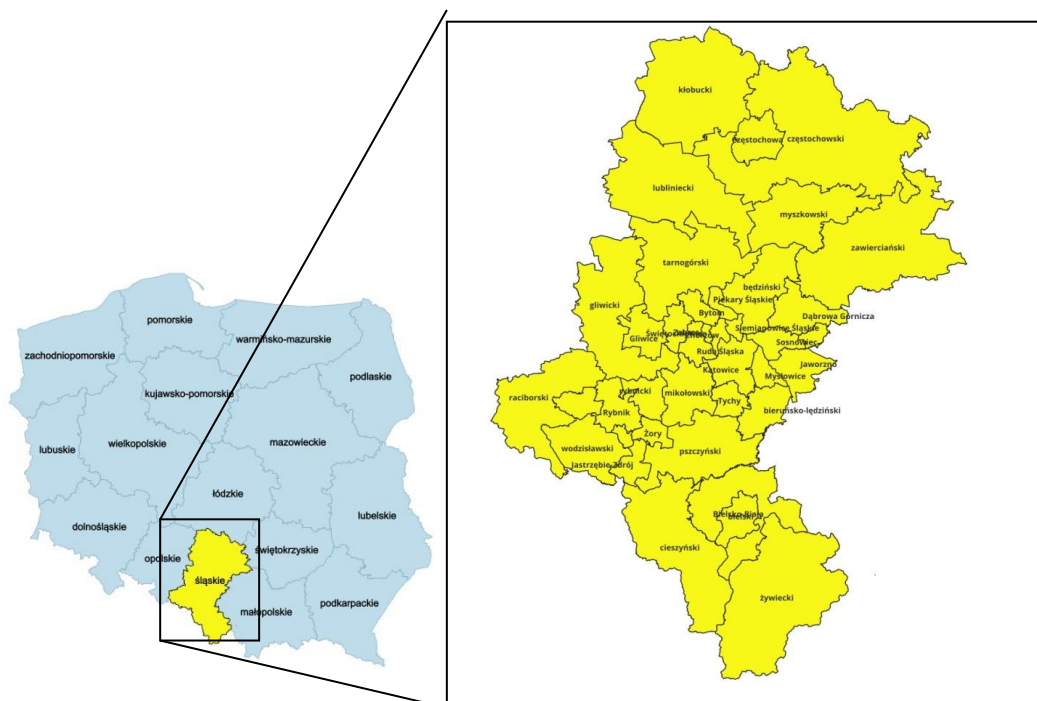 pomorskie
warmińsko-mazurskie
zachodniopomorskie
podlaskie
kujawsko-pomorskie
mazowieckie
wielkopolskie
lubuskie
łódzkie
lubelskie
dolnośląskie
opolskie
świętokrzyskie
śląskie
małopolskie
podkarpackie
kłobucki
częstochowa
częstochowski
lubliniecki
myszkowski
zawierciański
tarnogórski
będziński
gliwicki
Piekary Śląskie
Bytom
Dąbrowa Górnicza
Siemianowice Śląskie
Gliwice
Sosnowiec
Ruda Śląska
Jaworzno
Katowice
Mysłowice
raciborski
rybnicki
mikołowski
Tychy
bieruńsko-lędziński
Rybnik
Żory
wodzisławski
pszczyński
Jastrzębie-Zdrój
Bielsko-Biała
bielski
cieszyński
żywiecki